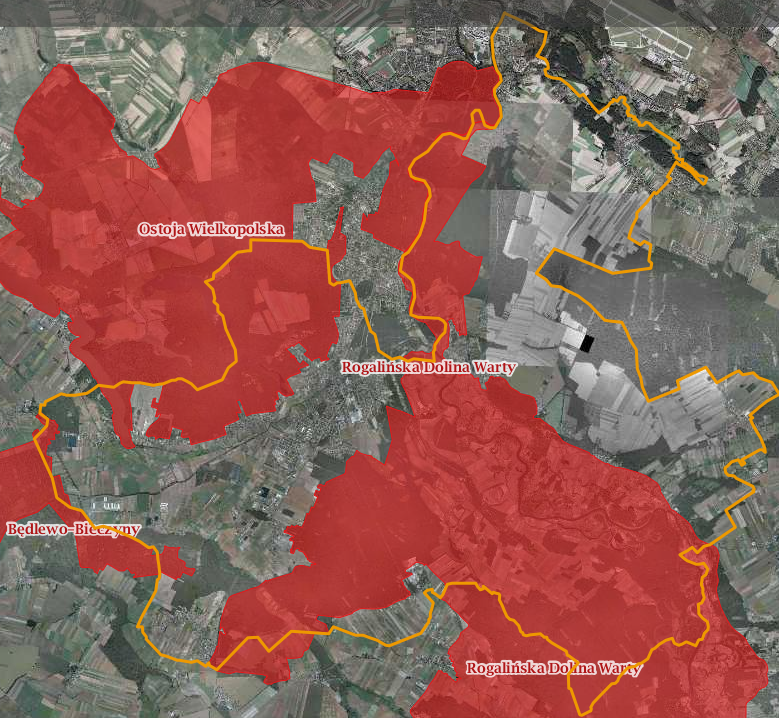 Ostoja Wielkopolska
Rogalińska Dolina Warty
Będlewo-Bieczyny
Rogalińska Dolina Warty